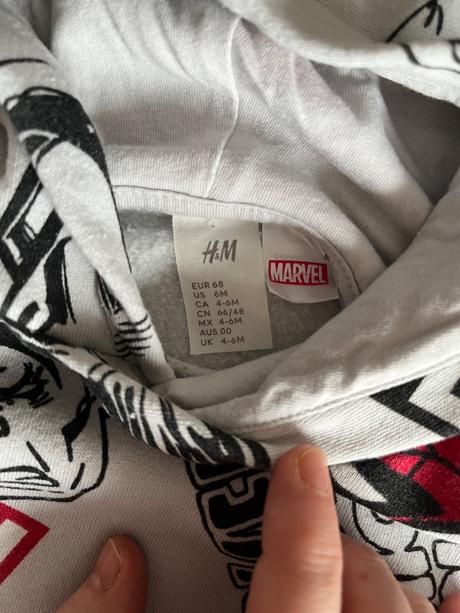 H&M
MARVEL
EUR 68
US 6M
CA 4-6M
CN 66/48
MX 4-6M
AUS 00
UK 4-6M